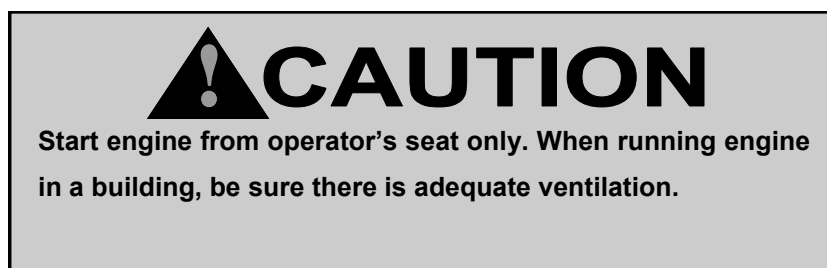 CAUTION
Start engine from operator’s seat only. When running engine
in a building, be sure there is adequate ventilation.